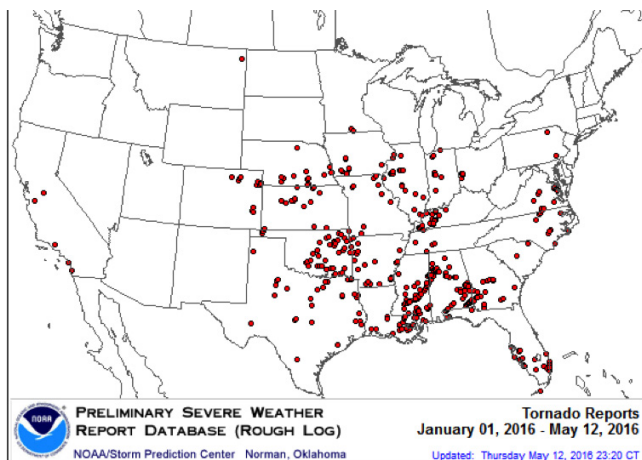 NOAA
PRELIMINARY SEVERE WEATHER
REPORT DATABASE (ROUGH LOG)
NOAA/Storm Prediction Center Norman, Oklahoma
Tornado Reports
January 01, 2016 - May 12, 2016
Updated: Thursday May 12, 2016 23:20 CT